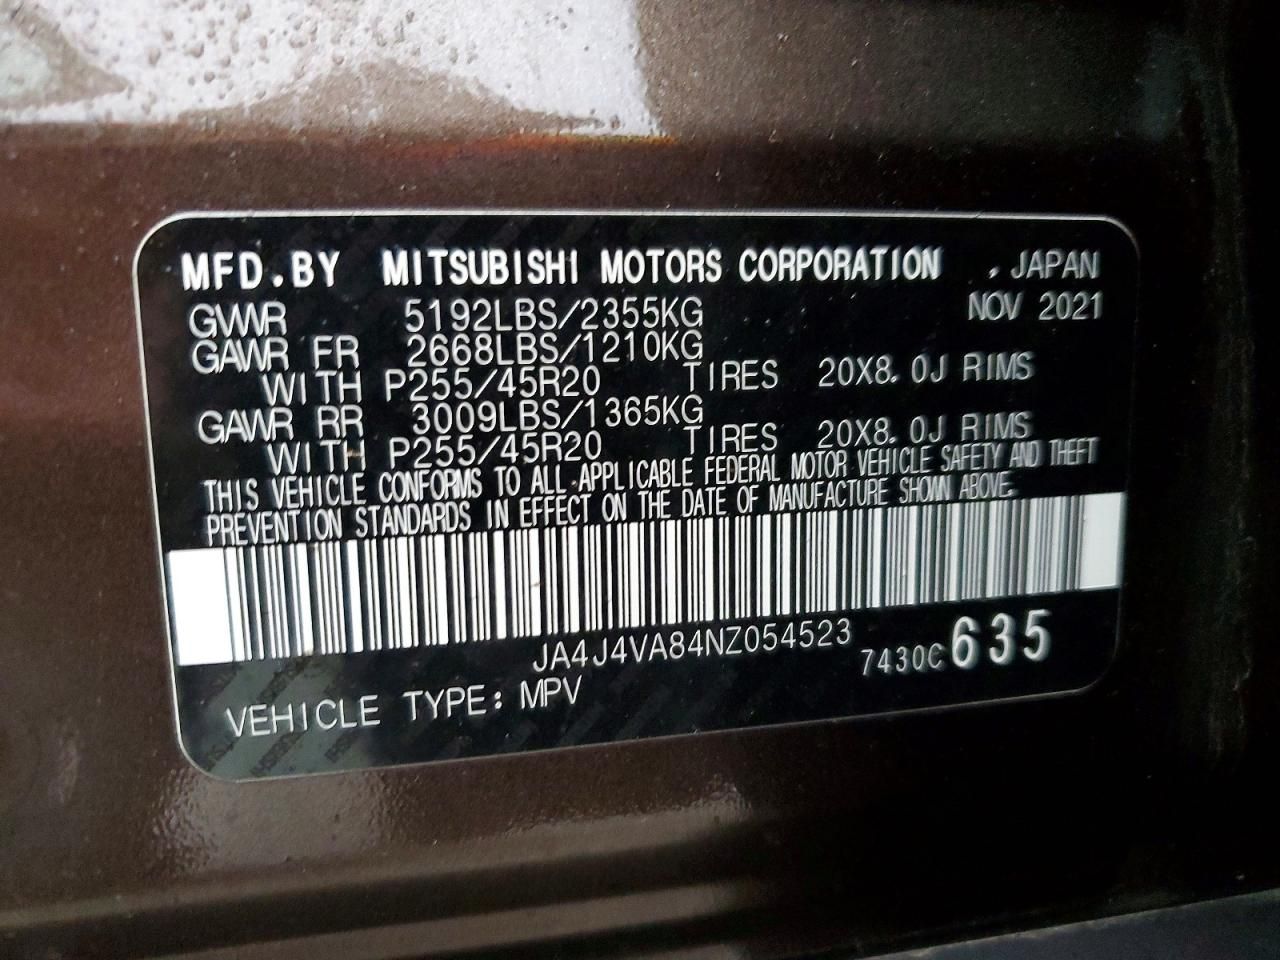 MFD.BY MITSUBISHI MOTORS CORPORATION , JAPAN
GVWR 5192LBS/2355KG NOV 2021
GAWR FR 2668LBS/1210KG
WITH P255/45R20 TIRES 20X8.0J RIMS
GAWR RR 3009LBS/1365KG
WITH P255/45R20 TIRES 20X8.0J RIMS
THIS VEHICLE CONFORMS TO ALL APPLICABLE FEDERAL MOTOR VEHICLE SAFETY AND THEFT
PREVENTION STANDARDS IN EFFECT ON THE DATE OF MANUFACTURE SHOWN ABOVE.
JA4J4VA84NZ054523 7430C 635
VEHICLE TYPE: MPV